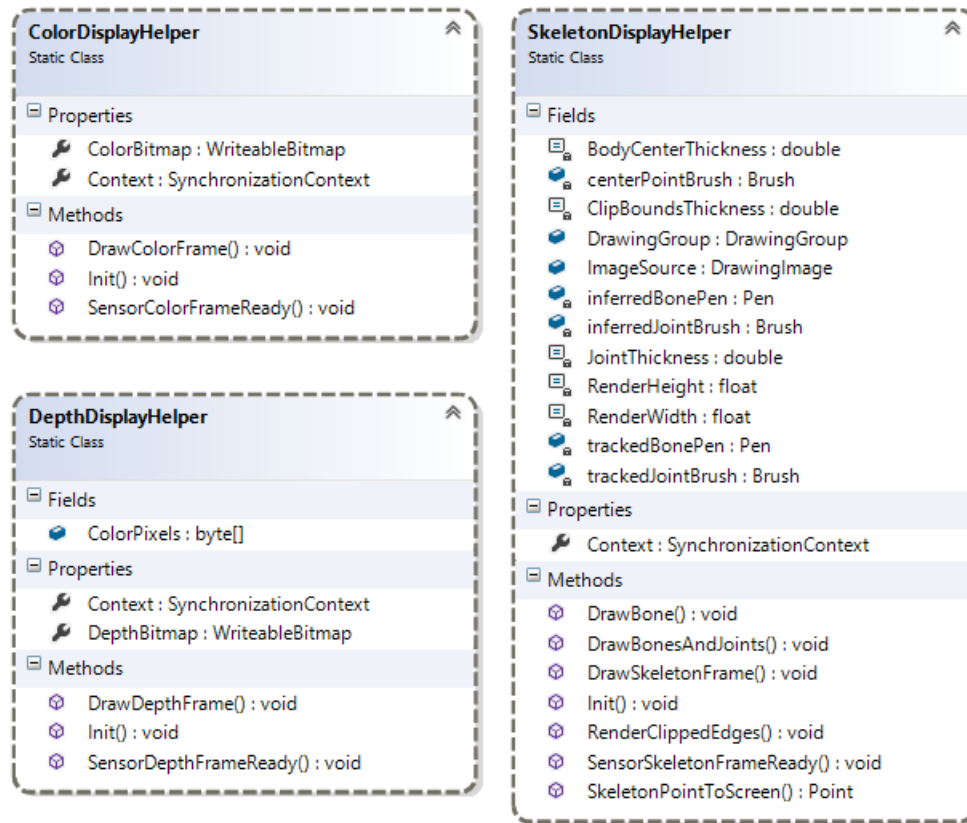 ColorDisplayHelper
Static Class
Properties
ColorBitmap : WriteableBitmap
Context : SynchronizationContext
Methods
DrawColorFrame() : void
Init() : void
SensorColorFrameReady() : void
DepthDisplayHelper
Static Class
Fields
ColorPixels : byte[]
Properties
Context : SynchronizationContext
DepthBitmap : WriteableBitmap
Methods
DrawDepthFrame() : void
Init() : void
SensorDepthFrameReady() : void
SkeletonDisplayHelper
Static Class
Fields
BodyCenterThickness : double
centerPointBrush : Brush
ClipBoundsThickness : double
DrawingGroup : DrawingGroup
ImageSource : DrawingImage
inferredBonePen : Pen
inferredJointBrush : Brush
JointThickness : double
RenderHeight : float
RenderWidth : float
trackedBonePen : Pen
trackedJointBrush : Brush
Properties
Context : SynchronizationContext
Methods
DrawBone() : void
DrawBonesAndJoints() : void
DrawSkeletonFrame() : void
Init() : void
RenderClippedEdges() : void
SensorSkeletonFrameReady() : void
SkeletonPointToScreen() : Point